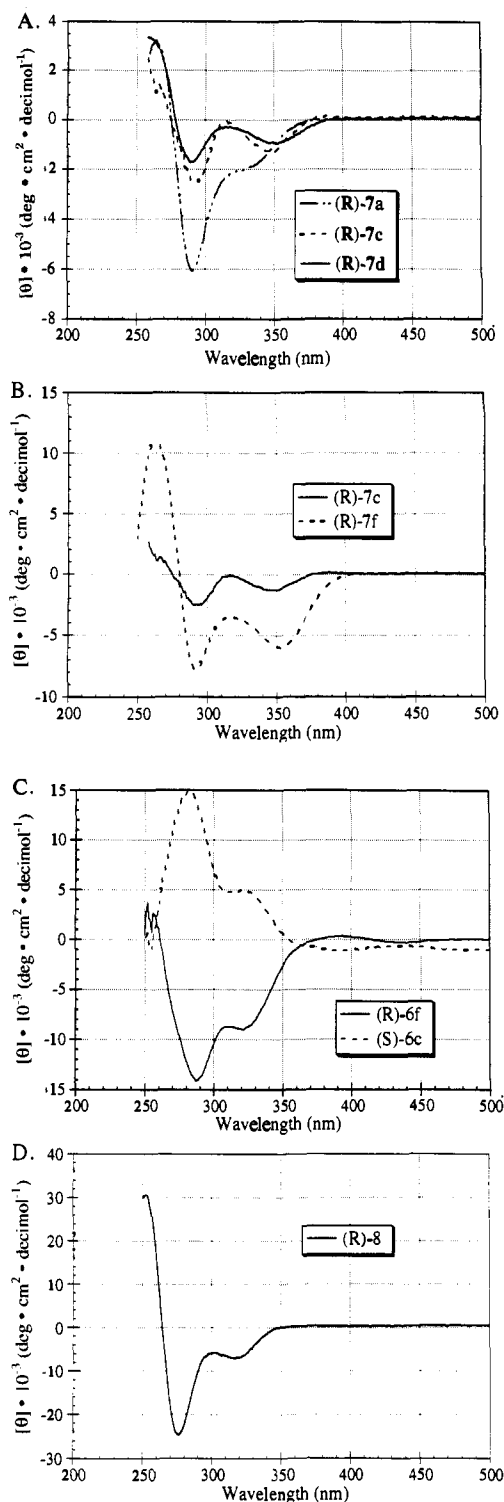 A.
[θ] • 10⁻³ (deg • cm² • decimol⁻¹)
4
2
0
-2
-4
-6
-8
(R)-7a
(R)-7c
(R)-7d
200 250 300 350 400 450 500
Wavelength (nm)
B.
[θ] • 10⁻³ (deg • cm² • decimol⁻¹)
15
10
5
0
-5
-10
(R)-7c
(R)-7f
200 250 300 350 400 450 500
Wavelength (nm)
C.
[θ] • 10⁻³ (deg • cm² • decimol⁻¹)
15
10
5
0
-5
-10
-15
(R)-6f
(S)-6c
200 250 300 350 400 450 500
Wavelength (nm)
D.
[θ] • 10⁻³ (deg • cm² • decimol⁻¹)
40
30
20
10
0
-10
-20
-30
(R)-8
200 250 300 350 400 450 500
Wavelength (nm)